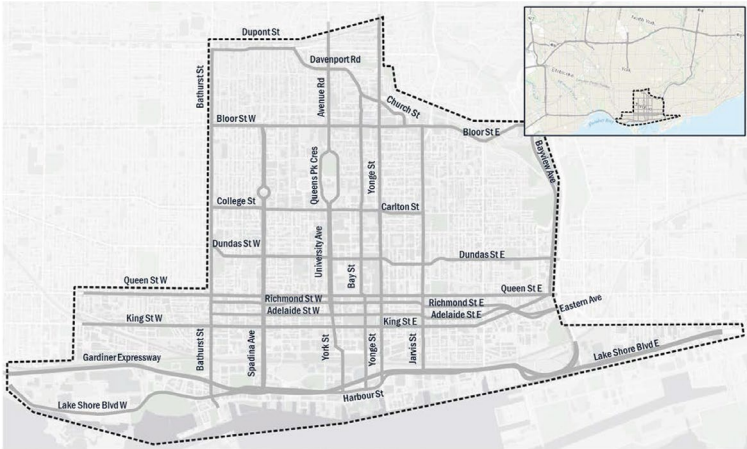 Dupont St
Davenport Rd
Bathurst St
Avenue Rd
Church St
Bloor St W
Bloor St E
Bayview Ave
Queens Pk Cres
Yonge St
College St
Carlton St
Dundas St W
University Ave
Dundas St E
Bay St
Queen St W
Queen St E
Richmond St W
Richmond St E
Eastern Ave
Adelaide St W
Adelaide St E
King St W
King St E
Bathurst St
Spadina Ave
York St
Yonge St
Jarvis St
Gardiner Expressway
Lake Shore Blvd E
Harbour St
Lake Shore Blvd W
North York